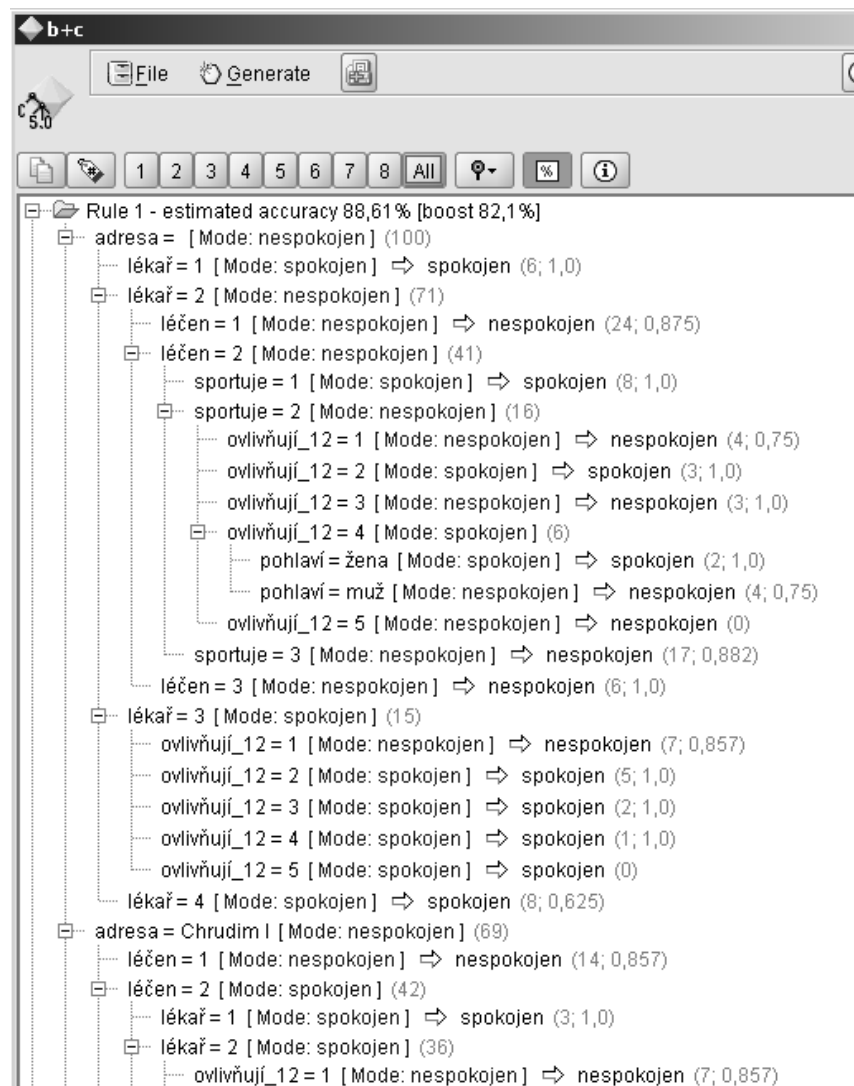 b+c
File Generate
C 5.0
1 2 3 4 5 6 7 8 All %
Rule 1 - estimated accuracy 88,61% [boost 82,1%]
adresa = [Mode: nespokojen] (100)
lékař = 1 [Mode: spokojen] ⇨ spokojen (6; 1,0)
lékař = 2 [Mode: nespokojen] (71)
léčen = 1 [Mode: nespokojen] ⇨ nespokojen (24; 0,875)
léčen = 2 [Mode: nespokojen] (41)
sportuje = 1 [Mode: spokojen] ⇨ spokojen (8; 1,0)
sportuje = 2 [Mode: nespokojen] (16)
ovlivňují_12 = 1 [Mode: nespokojen] ⇨ nespokojen (4; 0,75)
ovlivňují_12 = 2 [Mode: spokojen] ⇨ spokojen (3; 1,0)
ovlivňují_12 = 3 [Mode: nespokojen] ⇨ nespokojen (3; 1,0)
ovlivňují_12 = 4 [Mode: spokojen] (6)
pohlaví = žena [Mode: spokojen] ⇨ spokojen (2; 1,0)
pohlaví = muž [Mode: nespokojen] ⇨ nespokojen (4; 0,75)
ovlivňují_12 = 5 [Mode: nespokojen] ⇨ nespokojen (0)
sportuje = 3 [Mode: nespokojen] ⇨ nespokojen (17; 0,882)
léčen = 3 [Mode: nespokojen] ⇨ nespokojen (6; 1,0)
lékař = 3 [Mode: spokojen] (15)
ovlivňují_12 = 1 [Mode: nespokojen] ⇨ nespokojen (7; 0,857)
ovlivňují_12 = 2 [Mode: spokojen] ⇨ spokojen (5; 1,0)
ovlivňují_12 = 3 [Mode: spokojen] ⇨ spokojen (2; 1,0)
ovlivňují_12 = 4 [Mode: spokojen] ⇨ spokojen (1; 1,0)
ovlivňují_12 = 5 [Mode: spokojen] ⇨ spokojen (0)
lékař = 4 [Mode: spokojen] ⇨ spokojen (8; 0,625)
adresa = Chrudim I [Mode: nespokojen] (69)
léčen = 1 [Mode: nespokojen] ⇨ nespokojen (14; 0,857)
léčen = 2 [Mode: spokojen] (42)
lékař = 1 [Mode: spokojen] ⇨ spokojen (3; 1,0)
lékař = 2 [Mode: spokojen] (36)
ovlivňují_12 = 1 [Mode: nespokojen] ⇨ nespokojen (7; 0,857)